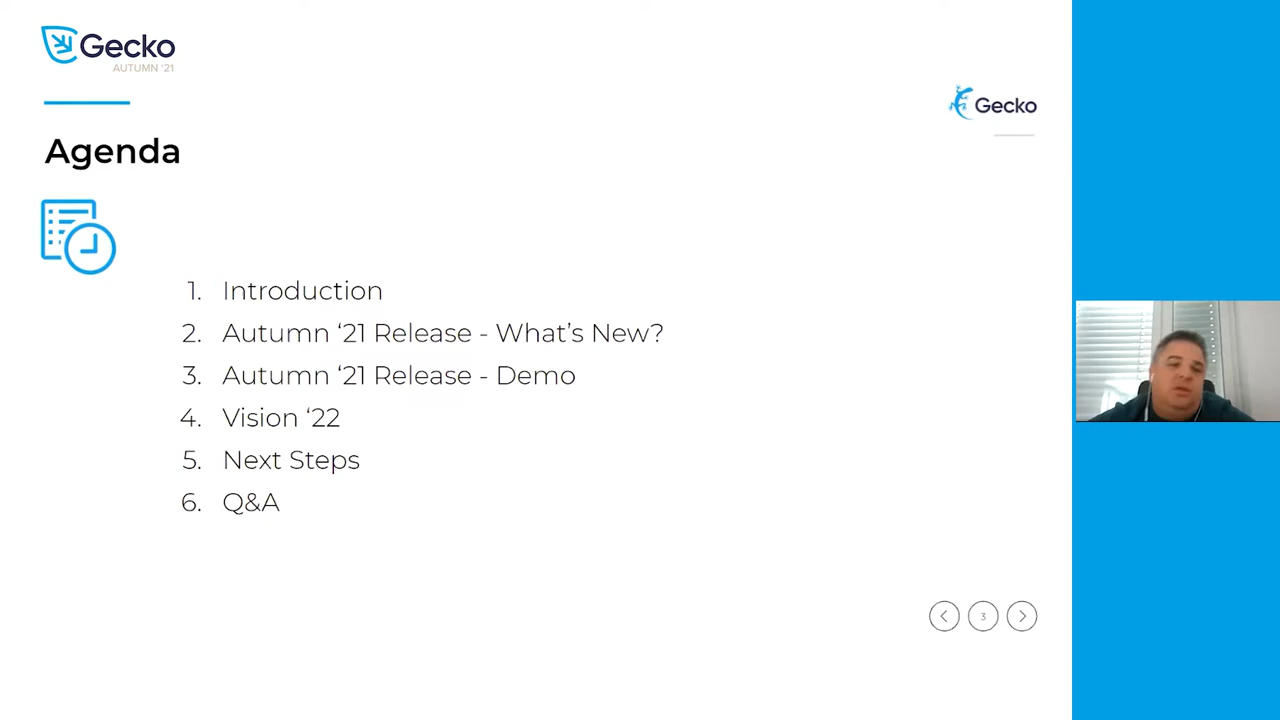 Gecko
AUTUMN ‘21
Gecko
Agenda
1. Introduction
2. Autumn ‘21 Release - What’s New?
3. Autumn ‘21 Release - Demo
4. Vision ‘22
5. Next Steps
6. Q&A
3